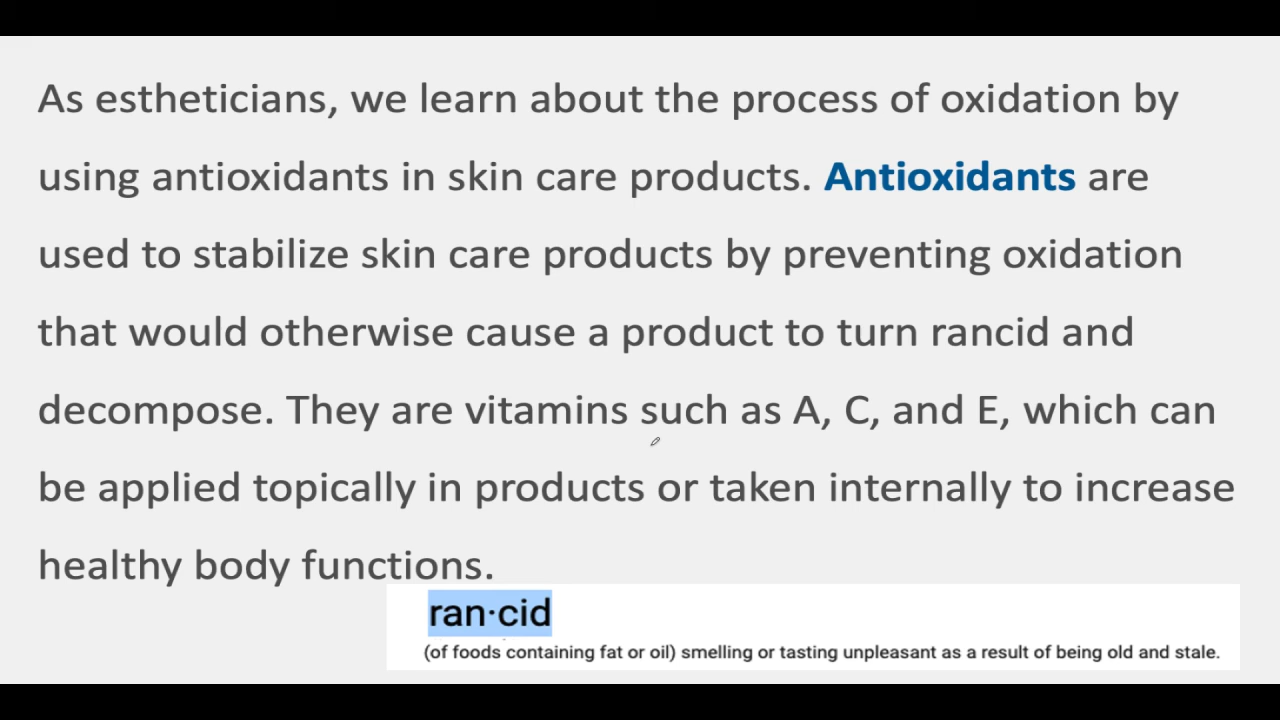 As estheticians, we learn about the process of oxidation by
using antioxidants in skin care products. Antioxidants are
used to stabilize skin care products by preventing oxidation
that would otherwise cause a product to turn rancid and
decompose. They are vitamins such as A, C, and E, which can
be applied topically in products or taken internally to increase
healthy body functions.
ran·cid
(of foods containing fat or oil) smelling or tasting unpleasant as a result of being old and stale.